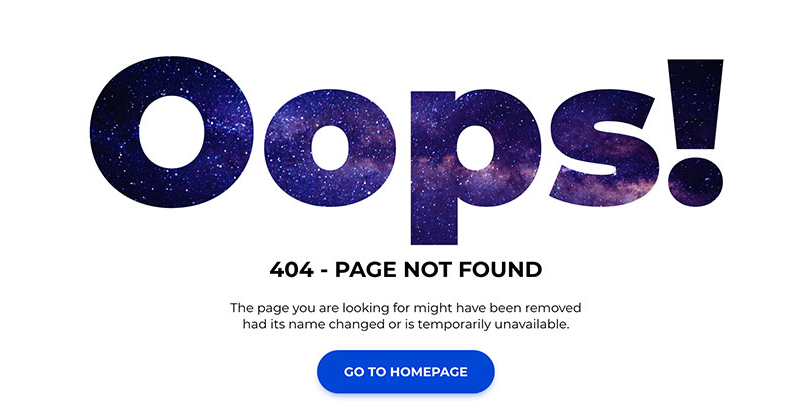 Oops!
404 - PAGE NOT FOUND
The page you are looking for might have been removed
had its name changed or is temporarily unavailable.
GO TO HOMEPAGE